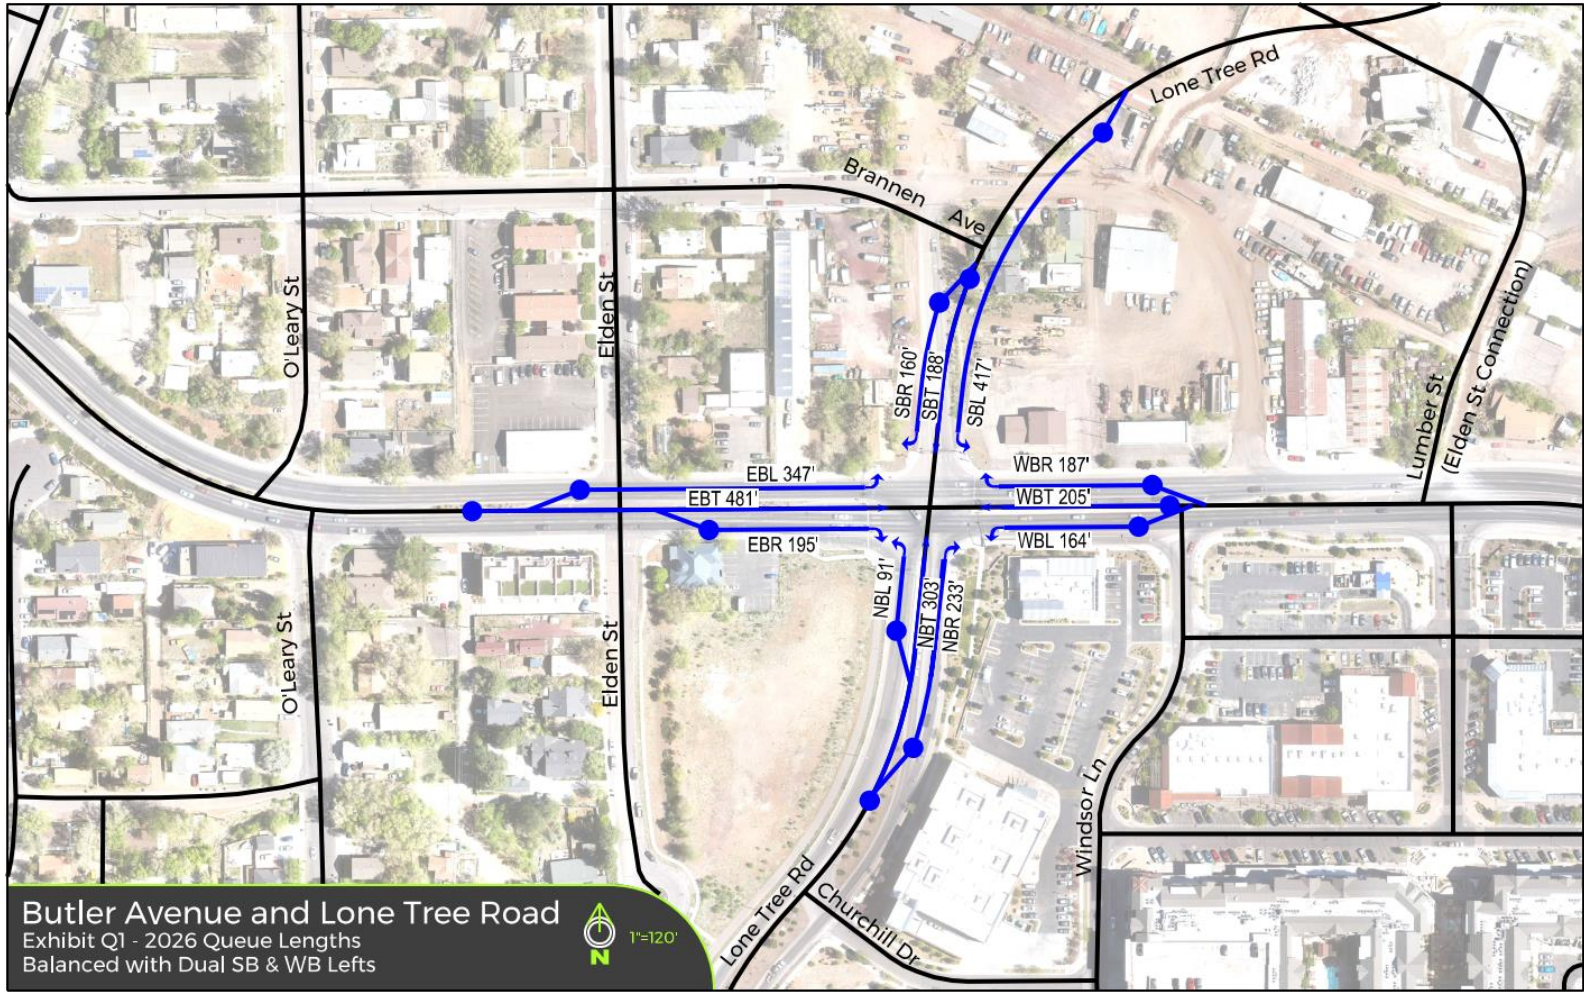 Lone Tree Rd
Brannen Ave
O'Leary St
Elden St
SBR 160'
SBT 188'
SBL 417'
Lumber St
(Elden St Connection)
EBL 347'
WBR 187'
EBT 481'
WBT 205'
EBR 195'
WBL 164'
NBL 91'
NBT 303'
NBR 233'
O'Leary St
Elden St
Windsor Ln
Lone Tree Rd
Churchill Dr
Butler Avenue and Lone Tree Road
Exhibit Q1 - 2026 Queue Lengths
Balanced with Dual SB & WB Lefts
N
1"=120'